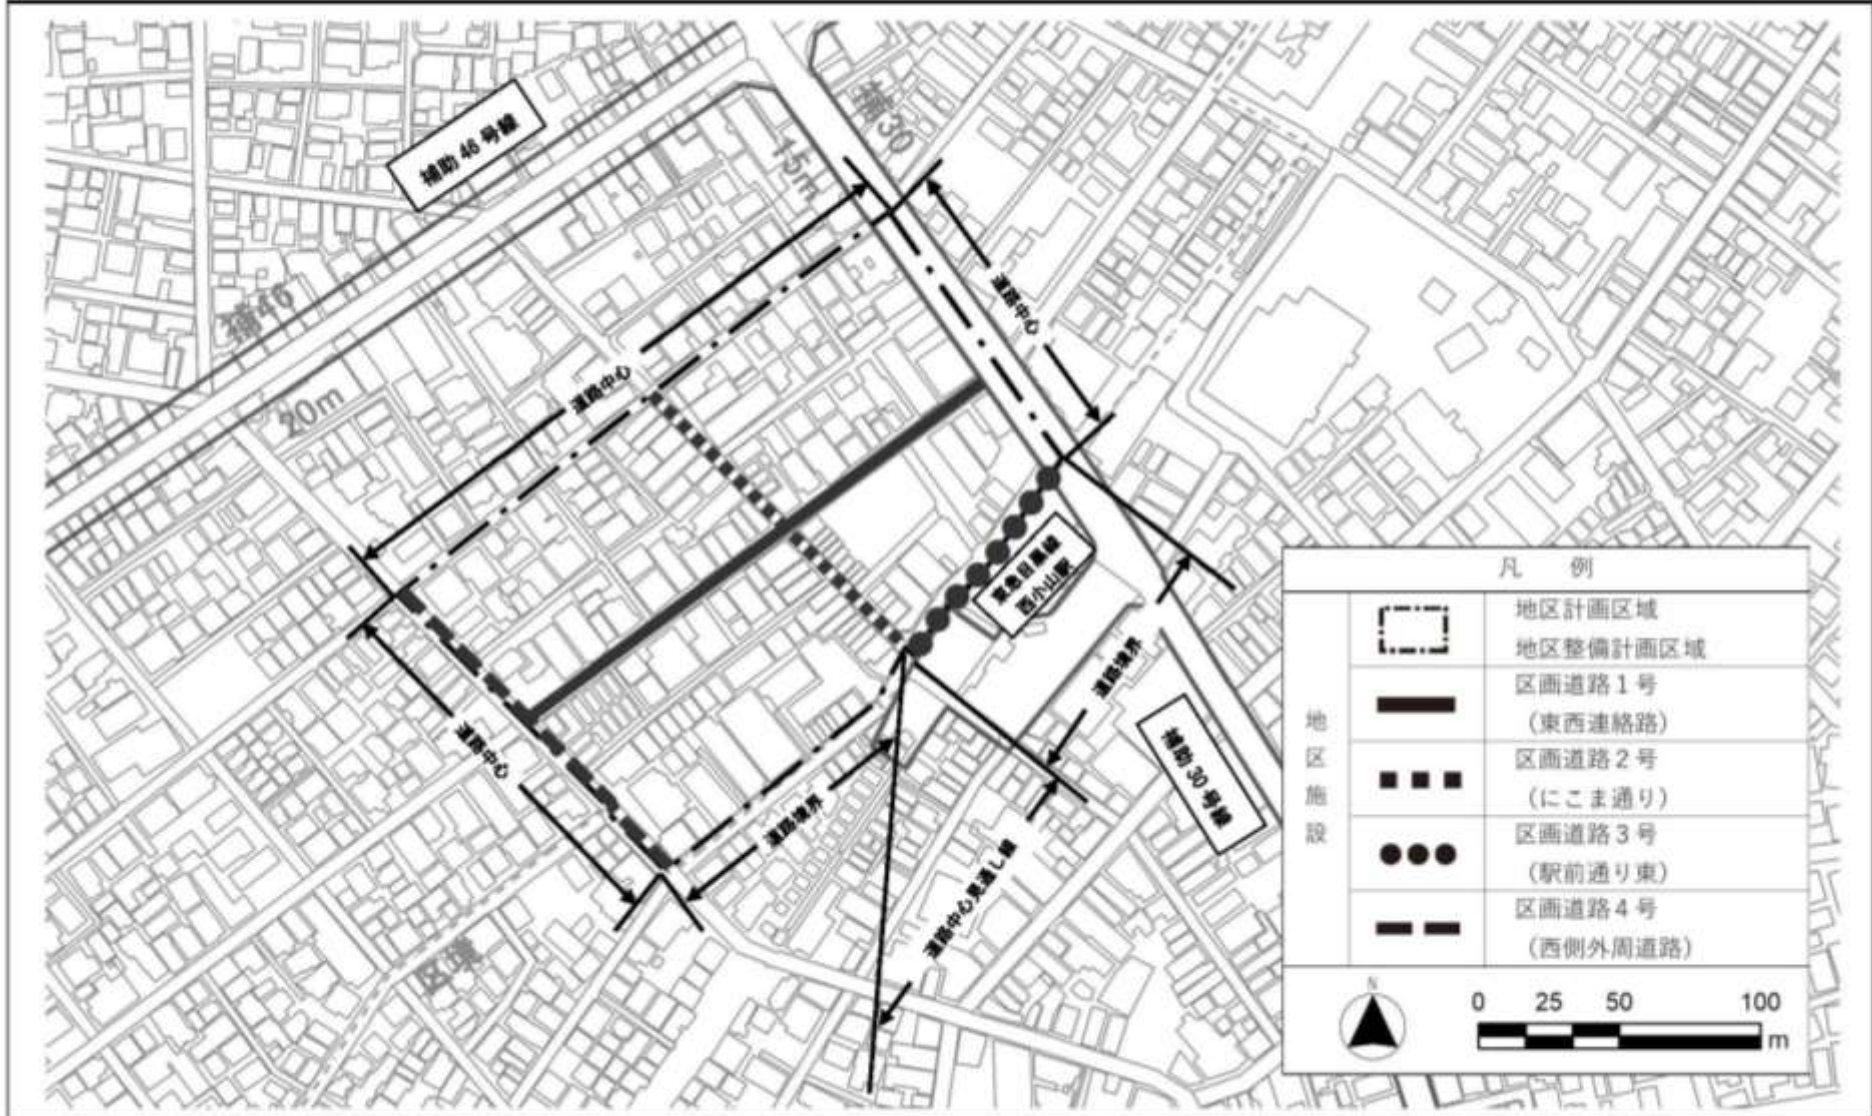 補助46号線
補30
15m
補46
20m
道路中心
道路中心
東急目黒線
西小山駅
道路境界
補助30号線
道路中心
道路境界
道路中心見通し線
区境
凡 例
地区施設
地区計画区域
地区整備計画区域
区画道路1号
(東西連絡路)
区画道路2号
(にこま通り)
区画道路3号
(駅前通り東)
区画道路4号
(西側外周道路)
N
0 25 50 100
m